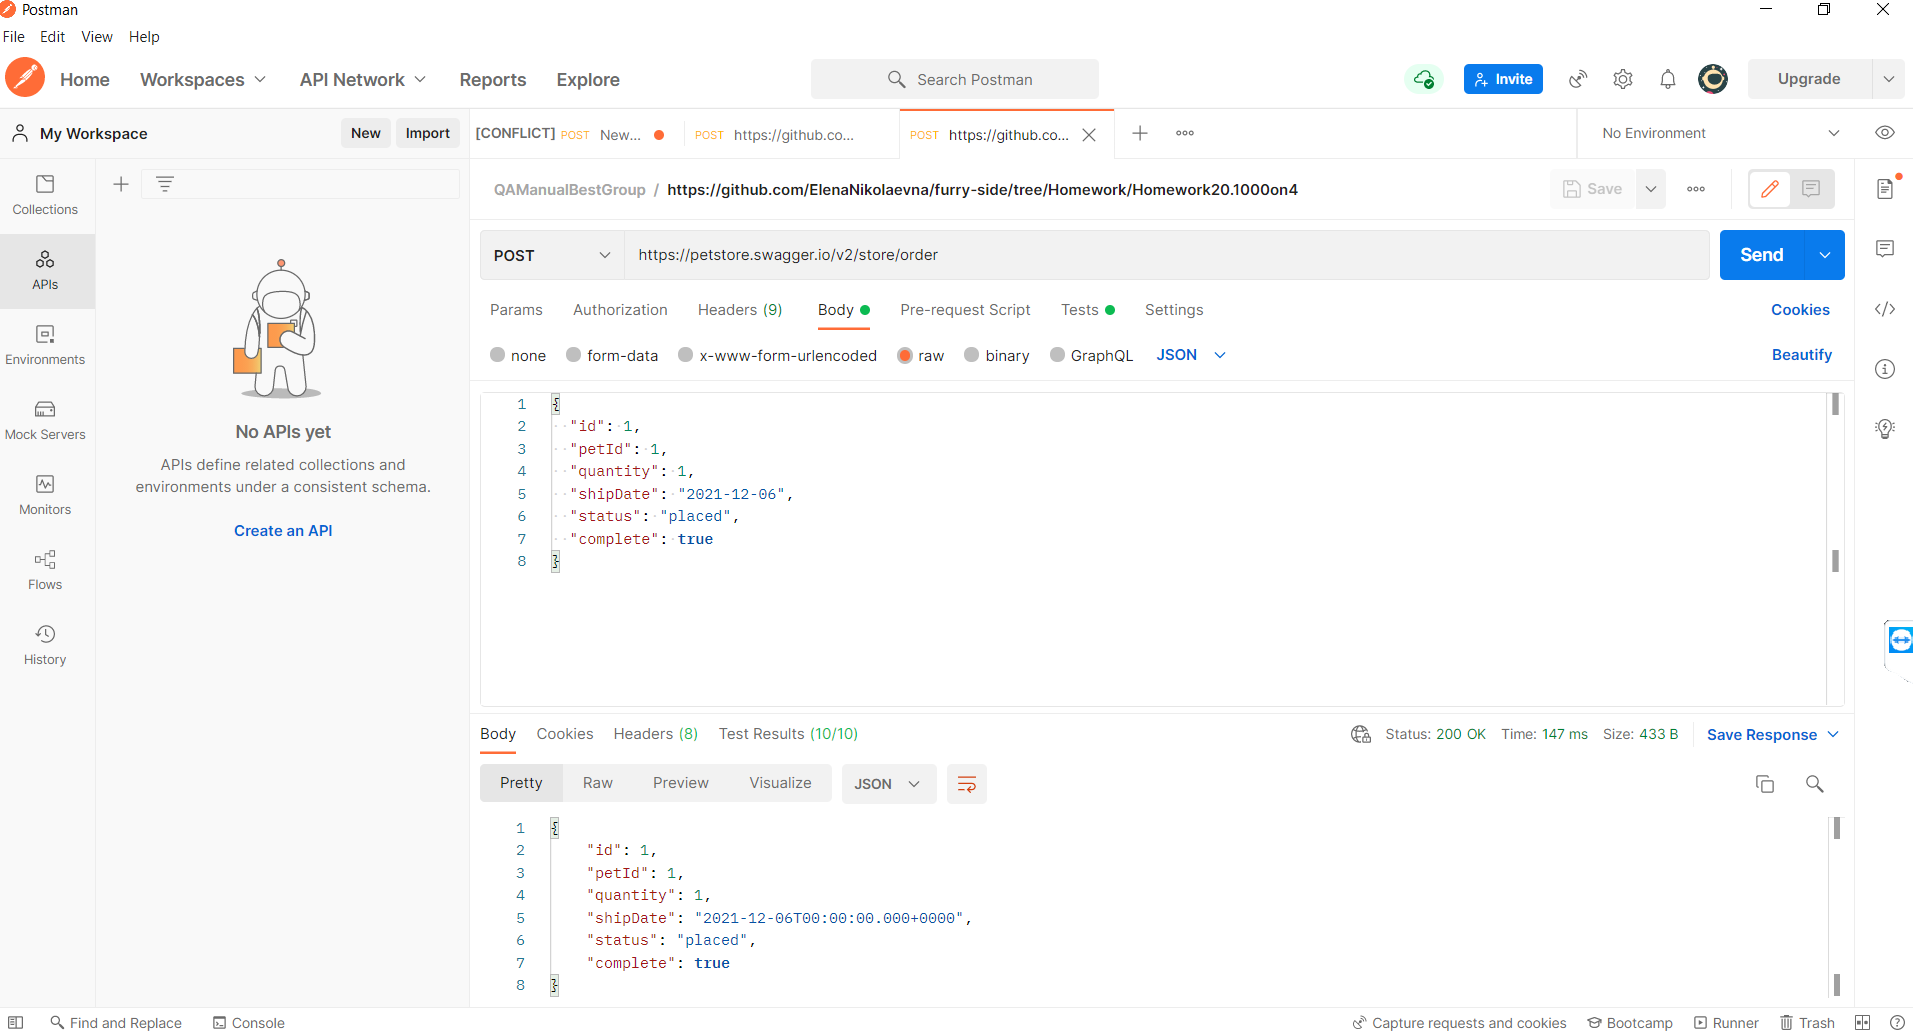 Postman
File Edit View Help
Home Workspaces API Network Reports Explore Search Postman Invite Upgrade
My Workspace New Import [CONFLICT] POST New... POST https://github.co... POST https://github.co... No Environment
QAManualBestGroup / https://github.com/ElenaNikolaevna/furry-side/tree/Homework/Homework20.1000on4 Save
Collections
APIs
Environments
Mock Servers
Monitors
Flows
History
No APIs yet
APIs define related collections and
environments under a consistent schema.
Create an API
POST https://petstore.swagger.io/v2/store/order Send
Params Authorization Headers (9) Body Pre-request Script Tests Settings Cookies
none form-data x-www-form-urlencoded raw binary GraphQL JSON Beautify
1 {
2 "id": 1,
3 "petId": 1,
4 "quantity": 1,
5 "shipDate": "2021-12-06",
6 "status": "placed",
7 "complete": true
8 }
Body Cookies Headers (8) Test Results (10/10) Status: 200 OK Time: 147 ms Size: 433 B Save Response
Pretty Raw Preview Visualize JSON
1 {
2 "id": 1,
3 "petId": 1,
4 "quantity": 1,
5 "shipDate": "2021-12-06T00:00:00.000+0000",
6 "status": "placed",
7 "complete": true
8 }
Find and Replace Console Capture requests and cookies Bootcamp Runner Trash